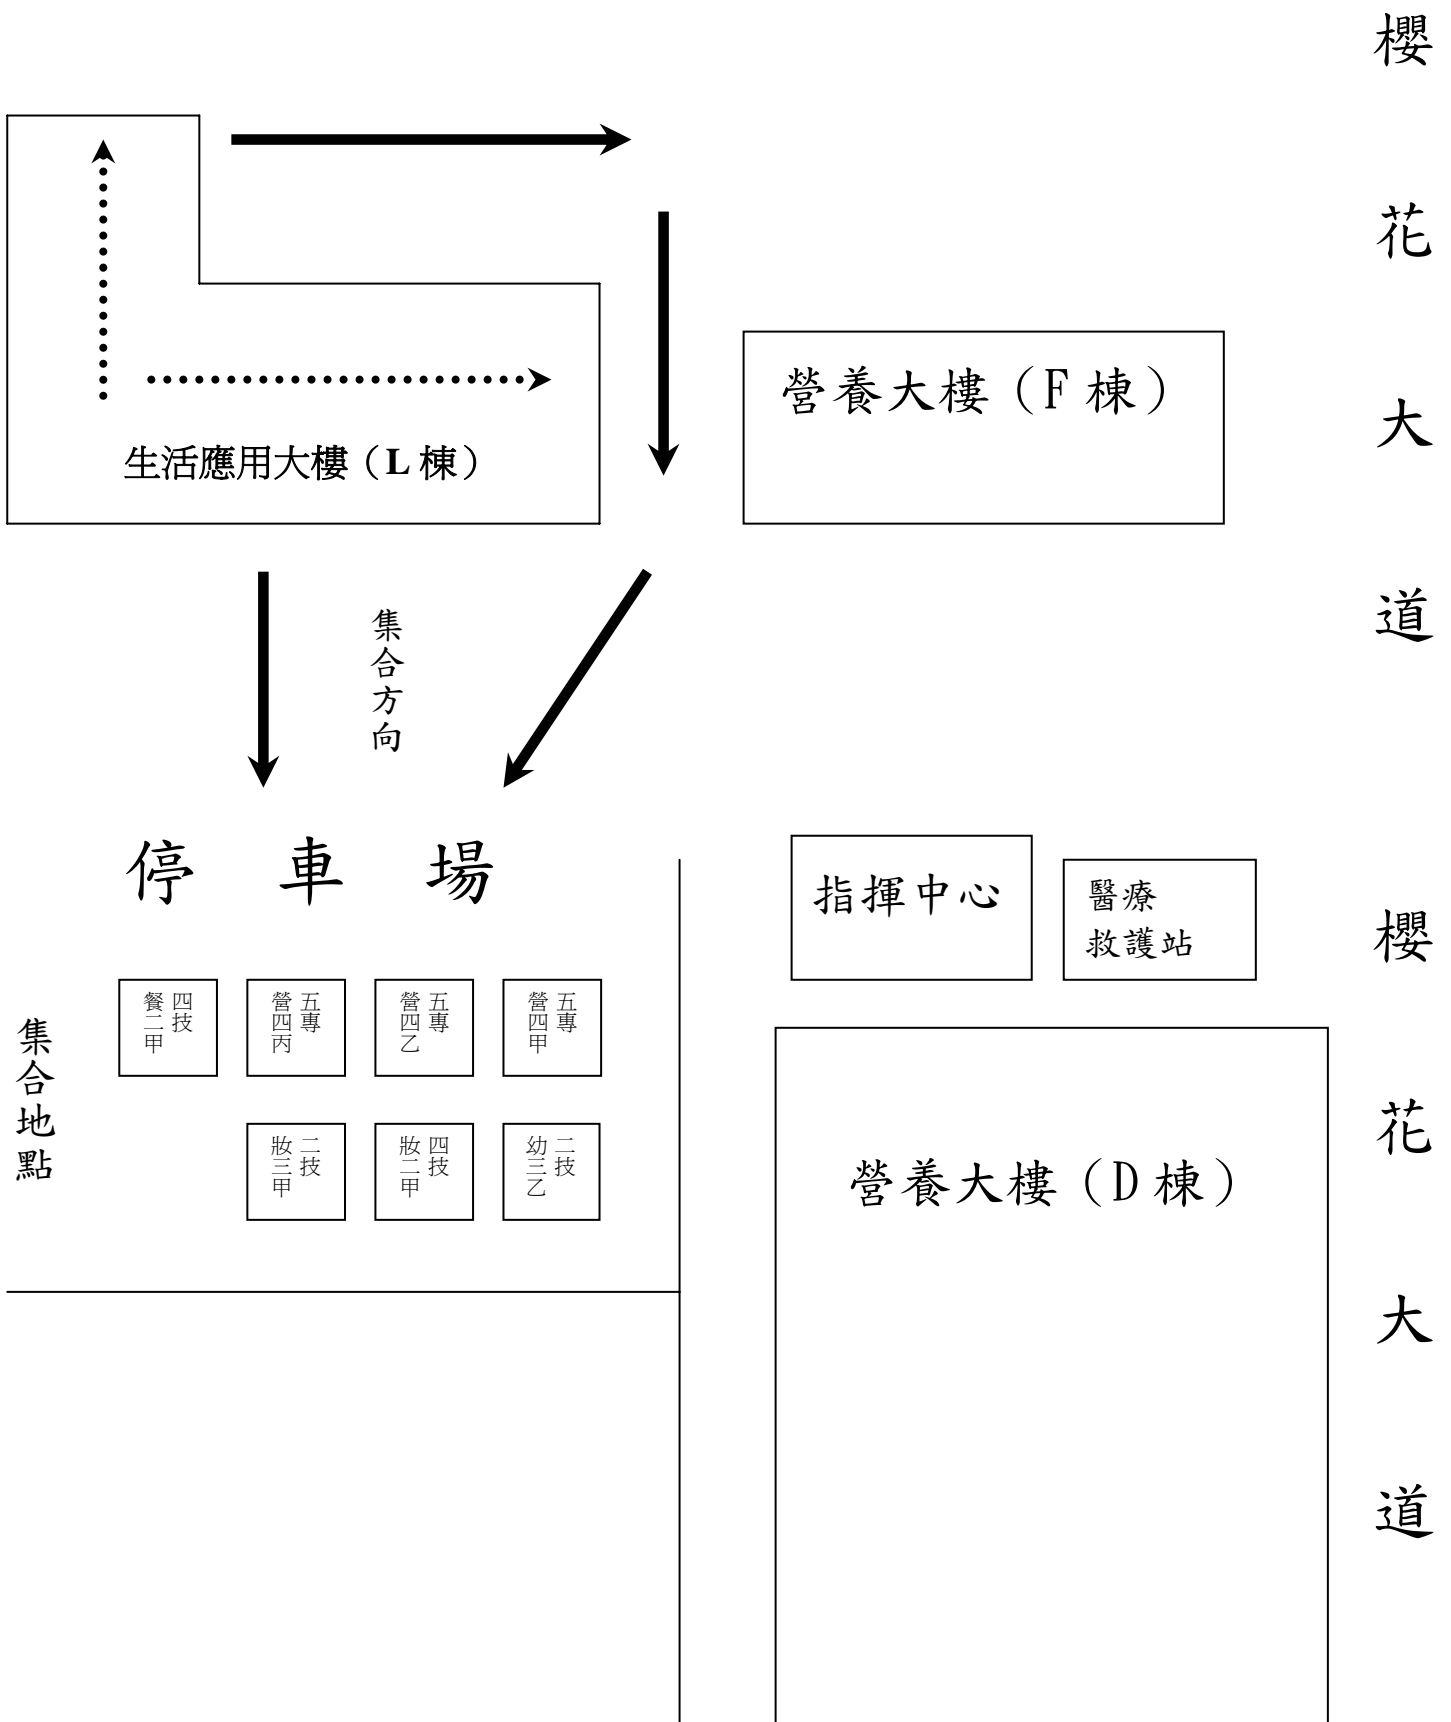 櫻花大道
營養大樓（F 棟）
生活應用大樓（L 棟）
集合方向
停車場
指揮中心
醫療
救護站
櫻花大道
集合地點
四技
餐二甲
五專
營四丙
五專
營四乙
五專
營四甲
二技
妝三甲
四技
妝二甲
二技
幼三乙
營養大樓（D 棟）